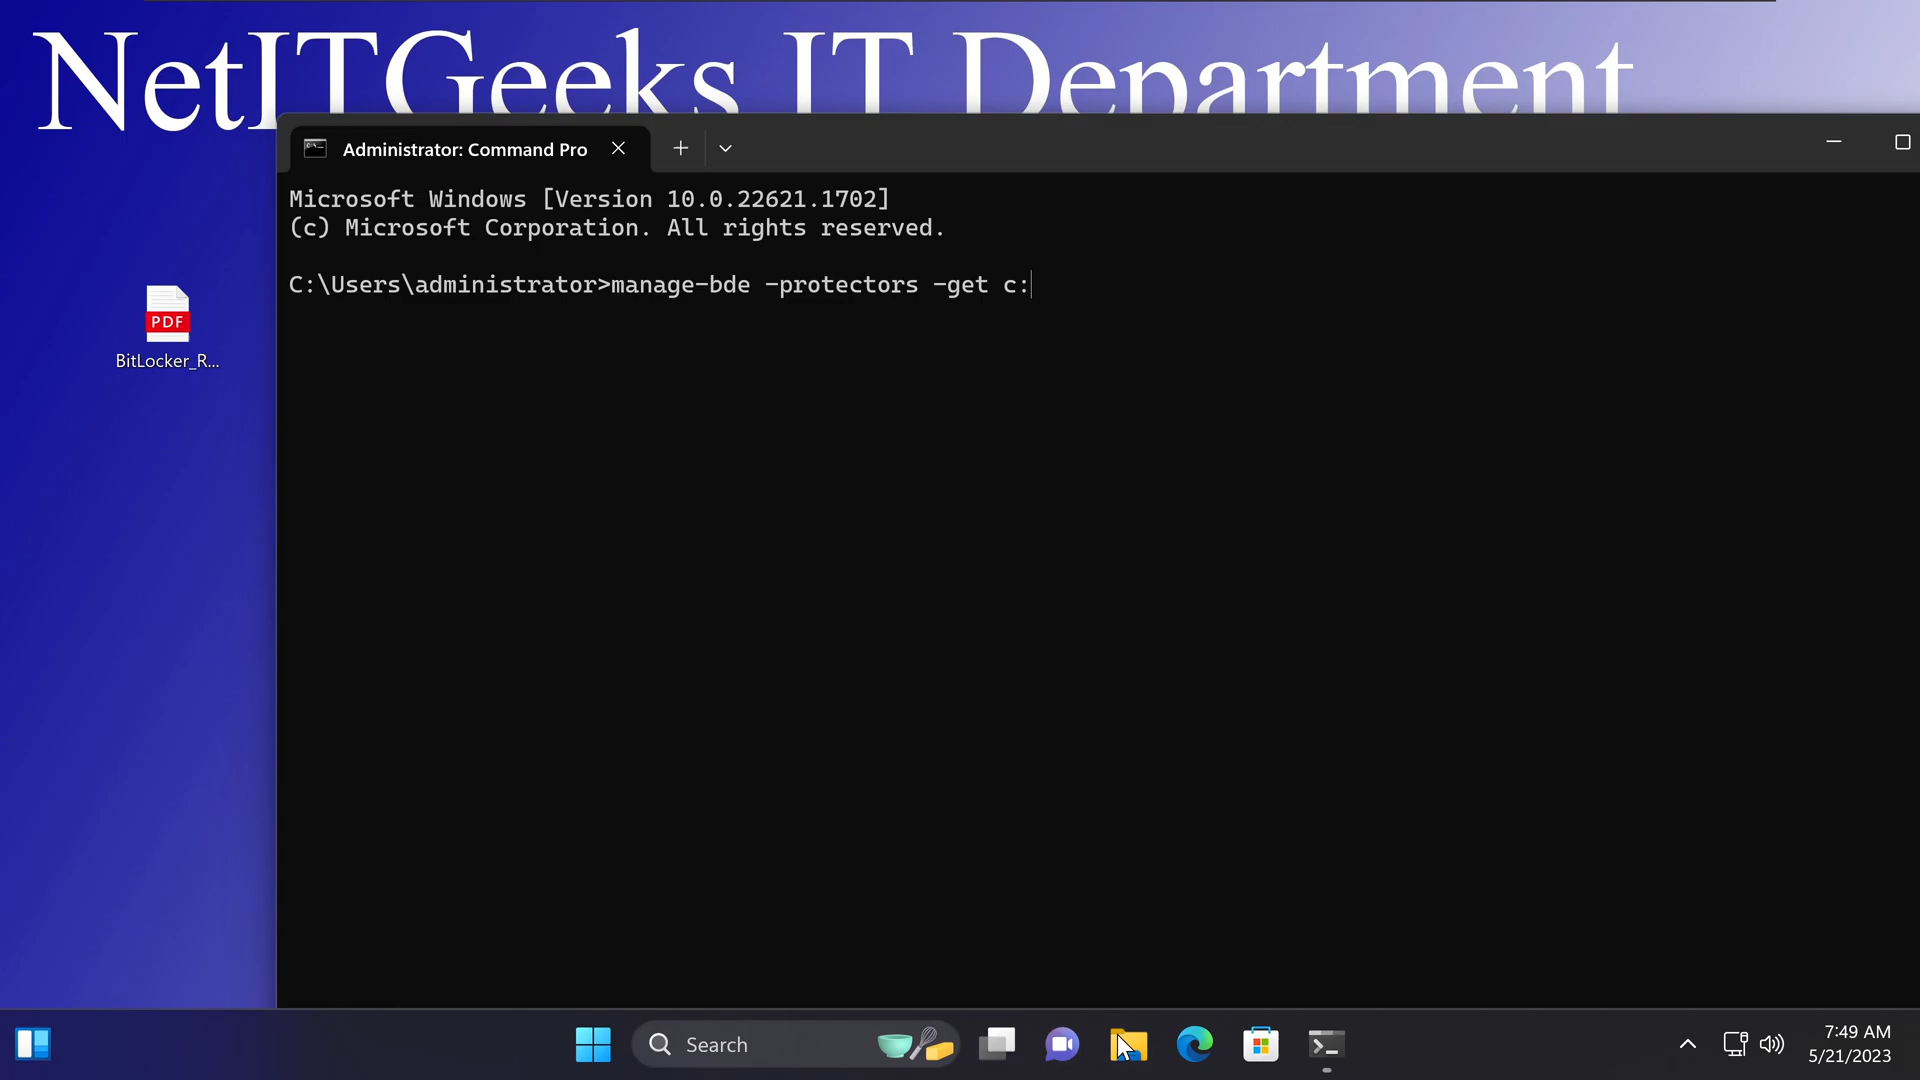 NetITGeeks IT Department
Administrator: Command Pro
Microsoft Windows [Version 10.0.22621.1702]
(c) Microsoft Corporation. All rights reserved.
C:\Users\administrator>manage-bde -protectors -get c:
PDF
BitLocker_R...
Search
7:49 AM
5/21/2023